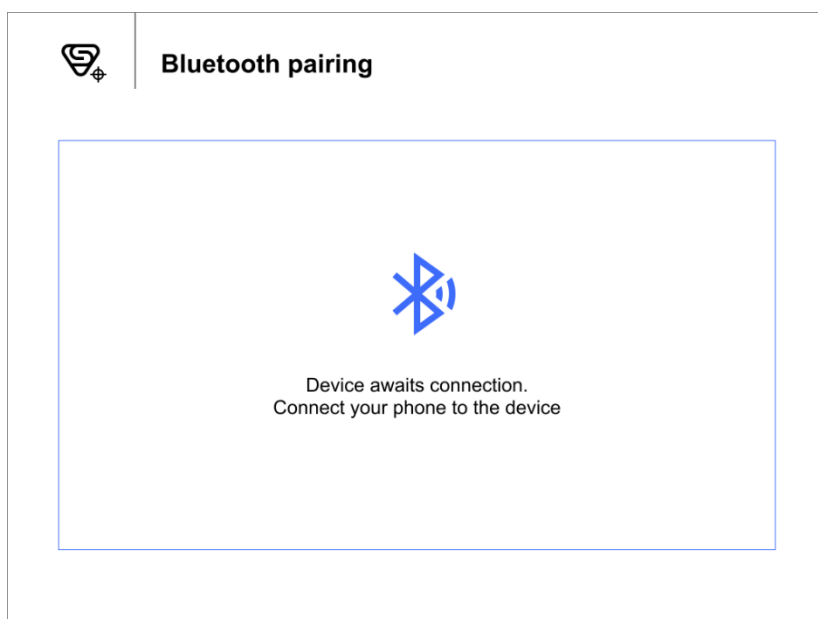 Bluetooth pairing
Device awaits connection.
Connect your phone to the device